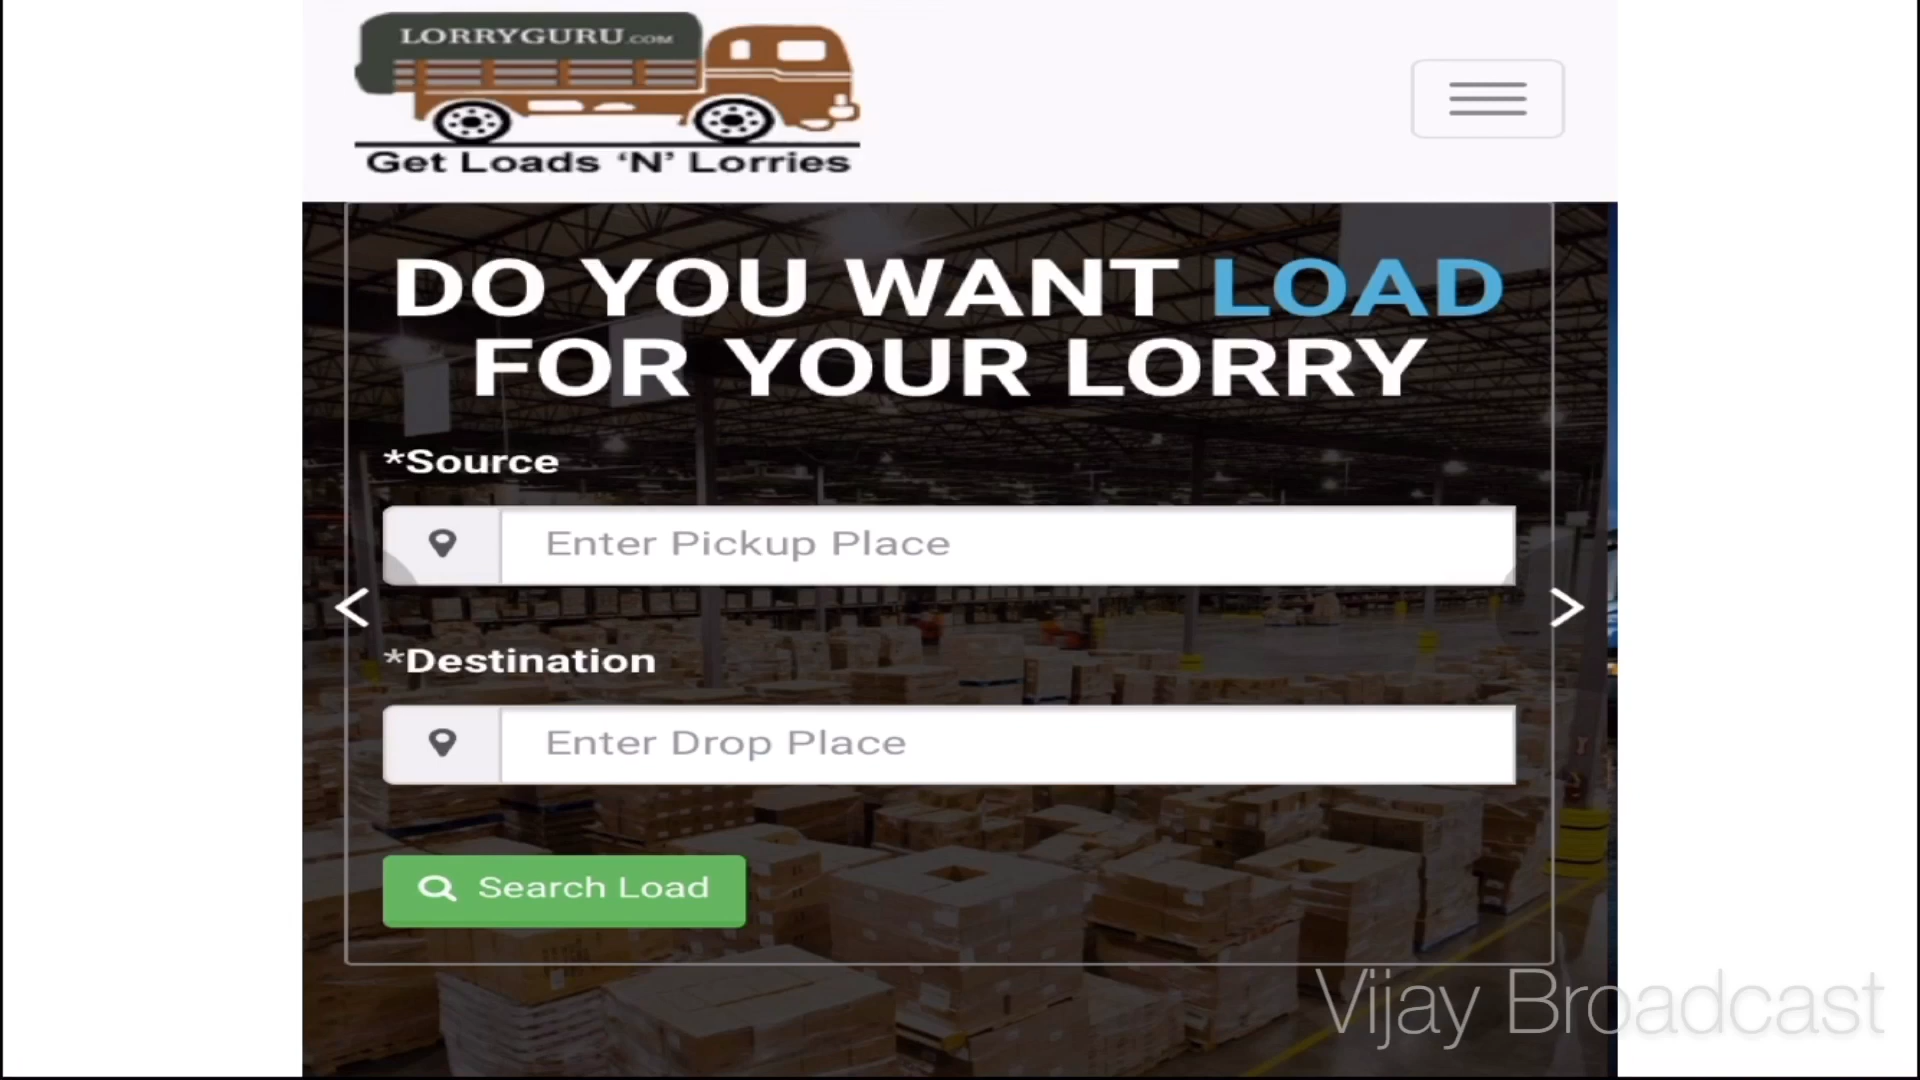 LORRYGURU.COM
Get Loads ‘N’ Lorries
DO YOU WANT LOAD
FOR YOUR LORRY
*Source
Enter Pickup Place
*Destination
Enter Drop Place
Search Load
Vijay Broadcast